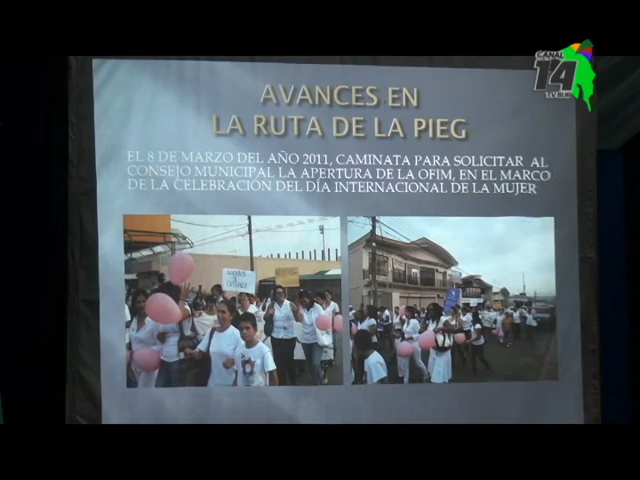 CANAL
14
TV SUR
AVANCES EN
LA RUTA DE LA PIEG
EL 8 DE MARZO DEL AÑO 2011, CAMINATA PARA SOLICITAR AL
CONSEJO MUNICIPAL LA APERTURA DE LA OFIM, EN EL MARCO
DE LA CELEBRACIÓN DEL DÍA INTERNACIONAL DE LA MUJER